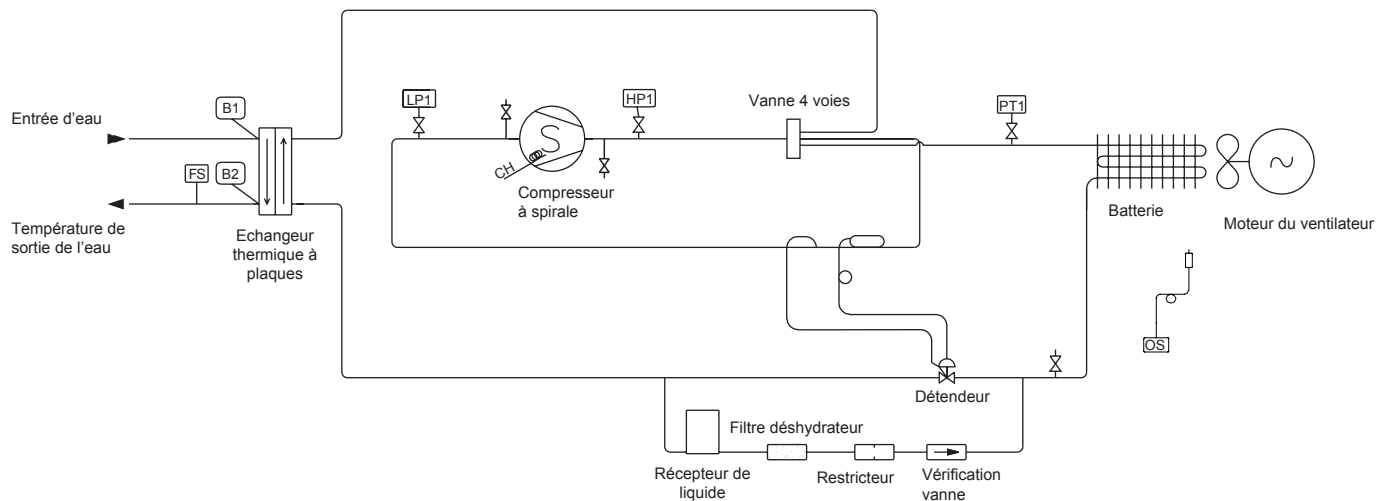 Entrée d'eau
B1
FS
B2
Température de
sortie de l'eau
Echangeur
thermique à
plaques
LP1
CH
Compresseur
à spirale
HP1
Vanne 4 voies
PT1
Batterie
Moteur du ventilateur
OS
Détendeur
Filtre déshydrateur
Récepteur de
liquide
Restricteur
Vérification
vanne
S